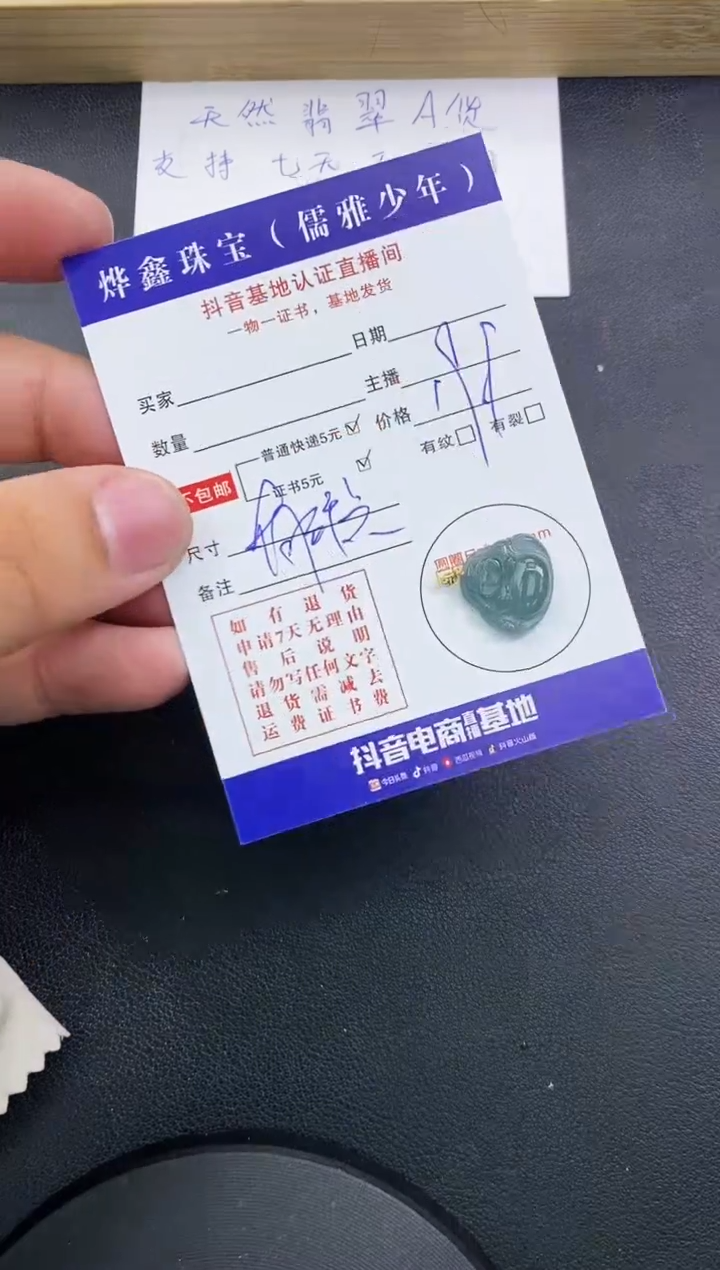 天然翡翠A货
支持七天
烨鑫珠宝（儒雅少年）
抖音基地认证直播间
一物一证书，基地发货
日期
买家
主播
数量
普通快递5元
价格
有纹
有裂
不包邮
证书5元
尺寸
备注
如有退货
申请7天无理由
售后说明
请勿写任何文字
退货需减去
运费证书费
抖音电商直播基地
今日头条 抖音 西瓜视频 抖音火山版